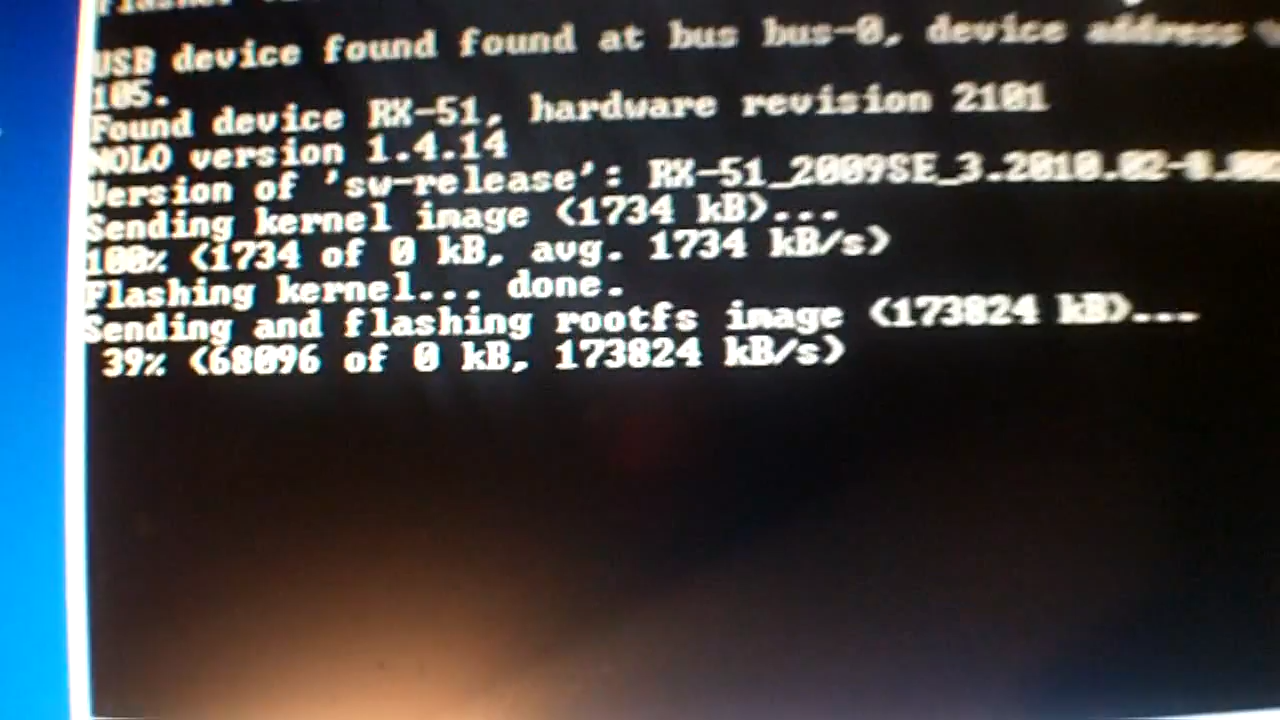 Flasher
USB device found found at bus bus-0, device address
105.
Found device RX-51, hardware revision 2101
NOLO version 1.4.14
Version of 'sw-release': RX-51_2009SE_3.2010.02-8.002
Sending kernel image (1734 kB)...
100% (1734 of 0 kB, avg. 1734 kB/s)
Flashing kernel... done.
Sending and flashing rootfs image (173824 kB)...
39% (68096 of 0 kB, 173824 kB/s)